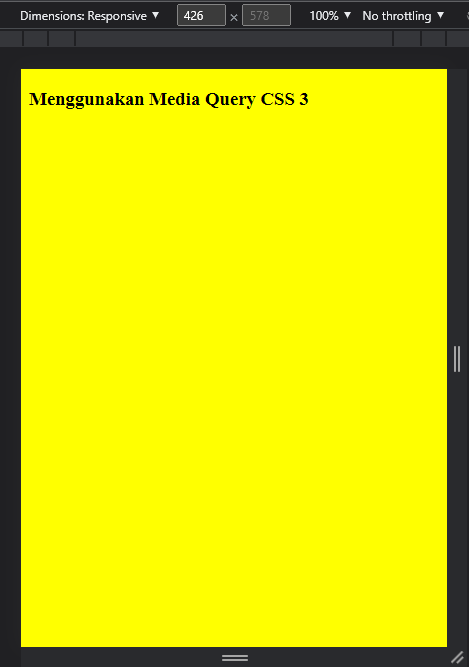 Dimensions: Responsive ▼ 426 × 578 100% ▼ No throttling ▼
Menggunakan Media Query CSS 3